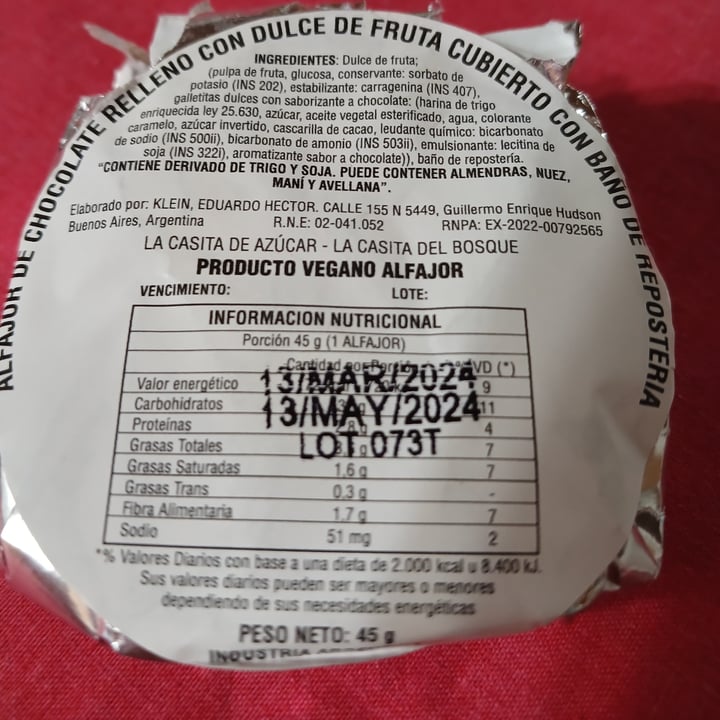 ALFAJOR DE CHOCOLATE RELLENO CON DULCE DE FRUTA CUBIERTO CON BAÑO DE REPOSTERIA
INGREDIENTES: Dulce de fruta;
(pulpa de fruta, glucosa, conservante: sorbato de
potasio (INS 202), estabilizante: carragenina (INS 407),
galletitas dulces con saborizante a chocolate: (harina de trigo
enriquecida ley 25.630, azúcar, aceite vegetal esterificado, agua, colorante
caramelo, azúcar invertido, cascarilla de cacao, leudante químico: bicarbonato
de sodio (INS 500ii), bicarbonato de amonio (INS 503ii), emulsionante: lecitina de
soja (INS 322i), aromatizante sabor a chocolate)), baño de repostería.
"CONTIENE DERIVADO DE TRIGO Y SOJA. PUEDE CONTENER ALMENDRAS, NUEZ,
MANÍ Y AVELLANA".
Elaborado por: KLEIN, EDUARDO HECTOR. CALLE 155 N 5449, Guillermo Enrique Hudson
Buenos Aires, Argentina R.N.E: 02-041.052 RNPA: EX-2022-00792565
LA CASITA DE AZÚCAR - LA CASITA DEL BOSQUE
PRODUCTO VEGANO ALFAJOR
VENCIMIENTO: LOTE:
INFORMACION NUTRICIONAL
Porción 45 g (1 ALFAJOR)
Cantidad por VD (*)
13/MAR/2024
Valor energético 9
13/MAY/2024
Carbohidratos 11
Proteínas 4
LOT:073T
Grasas Totales 7
Grasas Saturadas 1,6 g 7
Grasas Trans 0,3 g -
Fibra Alimentaria 1,7 g 7
Sodio 51 mg 2
*% Valores Diarios con base a una dieta de 2.000 kcal u 8.400 kJ.
Sus valores diarios pueden ser mayores o menores
dependiendo de sus necesidades energéticas
PESO NETO: 45 g
INDUSTRIA